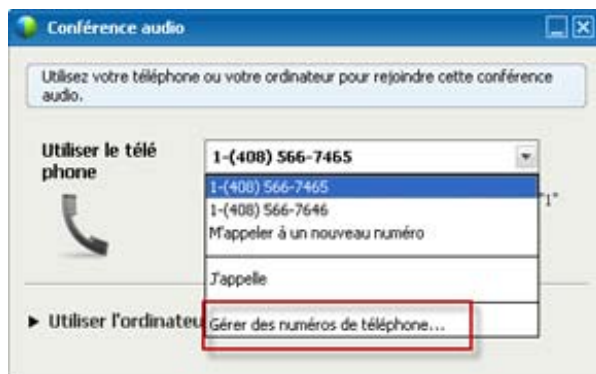 Conférence audio
Utilisez votre téléphone ou votre ordinateur pour rejoindre cette conférence
audio.
Utiliser le télé
phone
1-(408) 566-7465
1-(408) 566-7465
1-(408) 566-7646
"1"
M'appeler à un nouveau numéro
J'appelle
Gérer des numéros de téléphone...
▶ Utiliser l'ordinateu